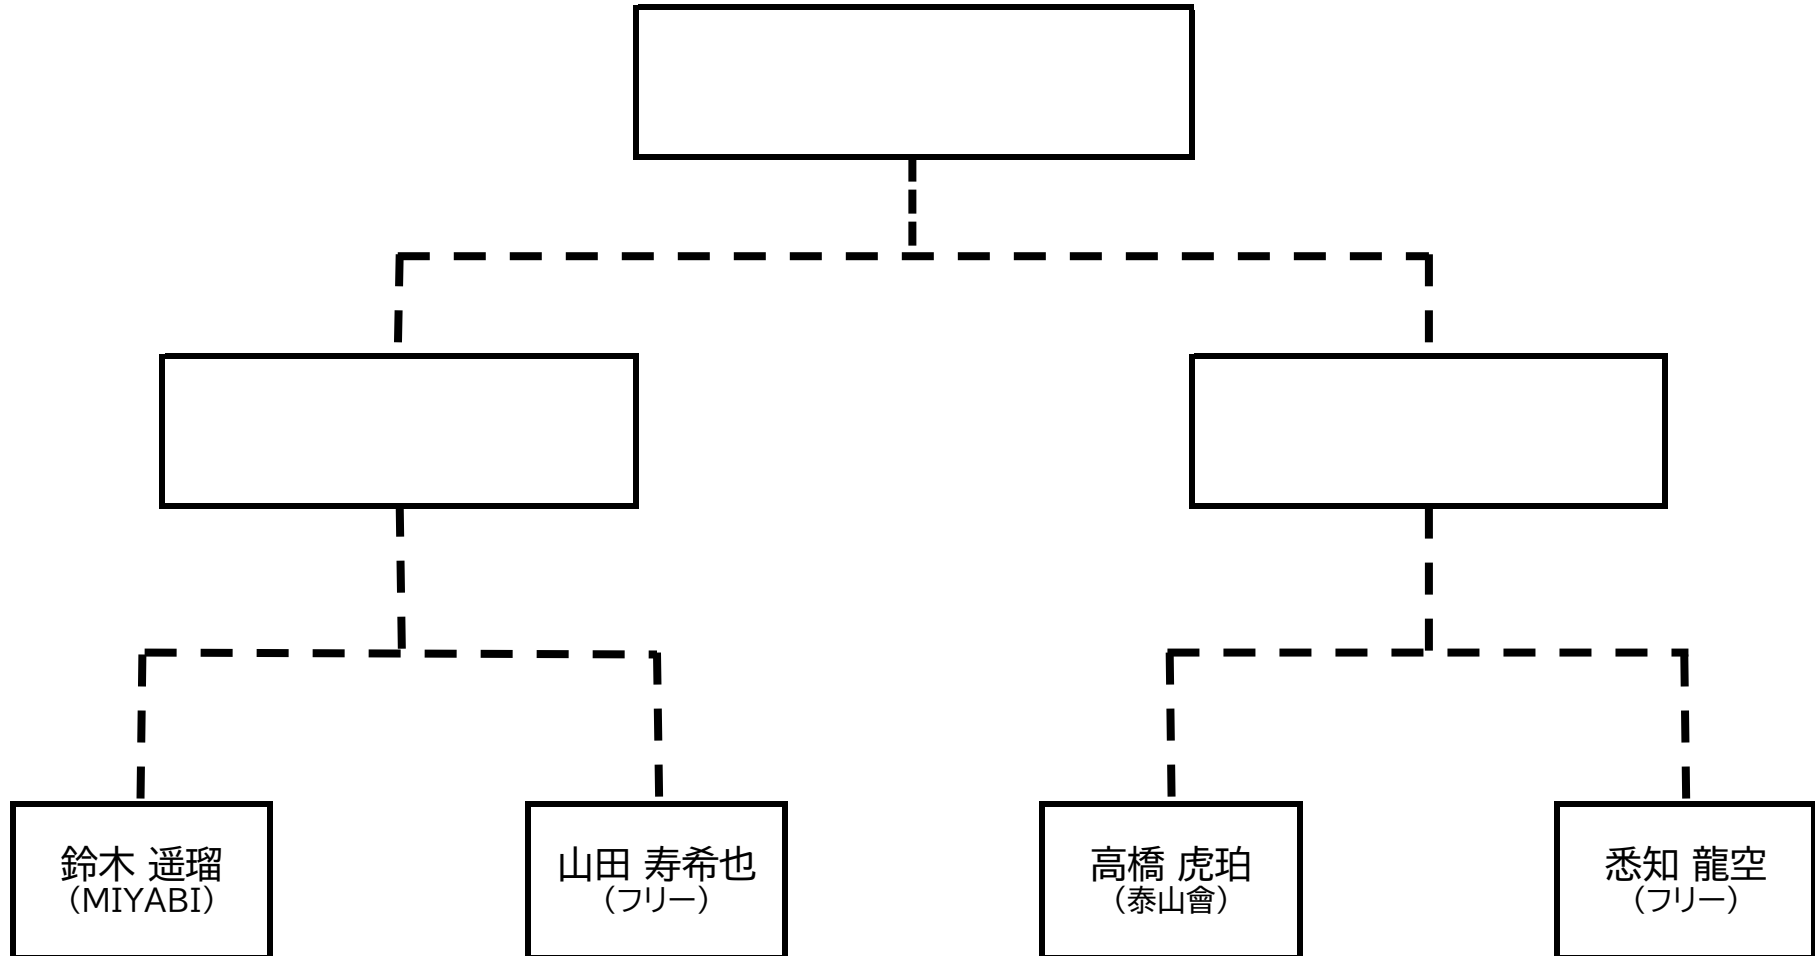 鈴木 遥瑠
（MIYABI）
山田 寿希也
（フリー）
高橋 虎珀
（泰山會）
悉知 龍空
（フリー）